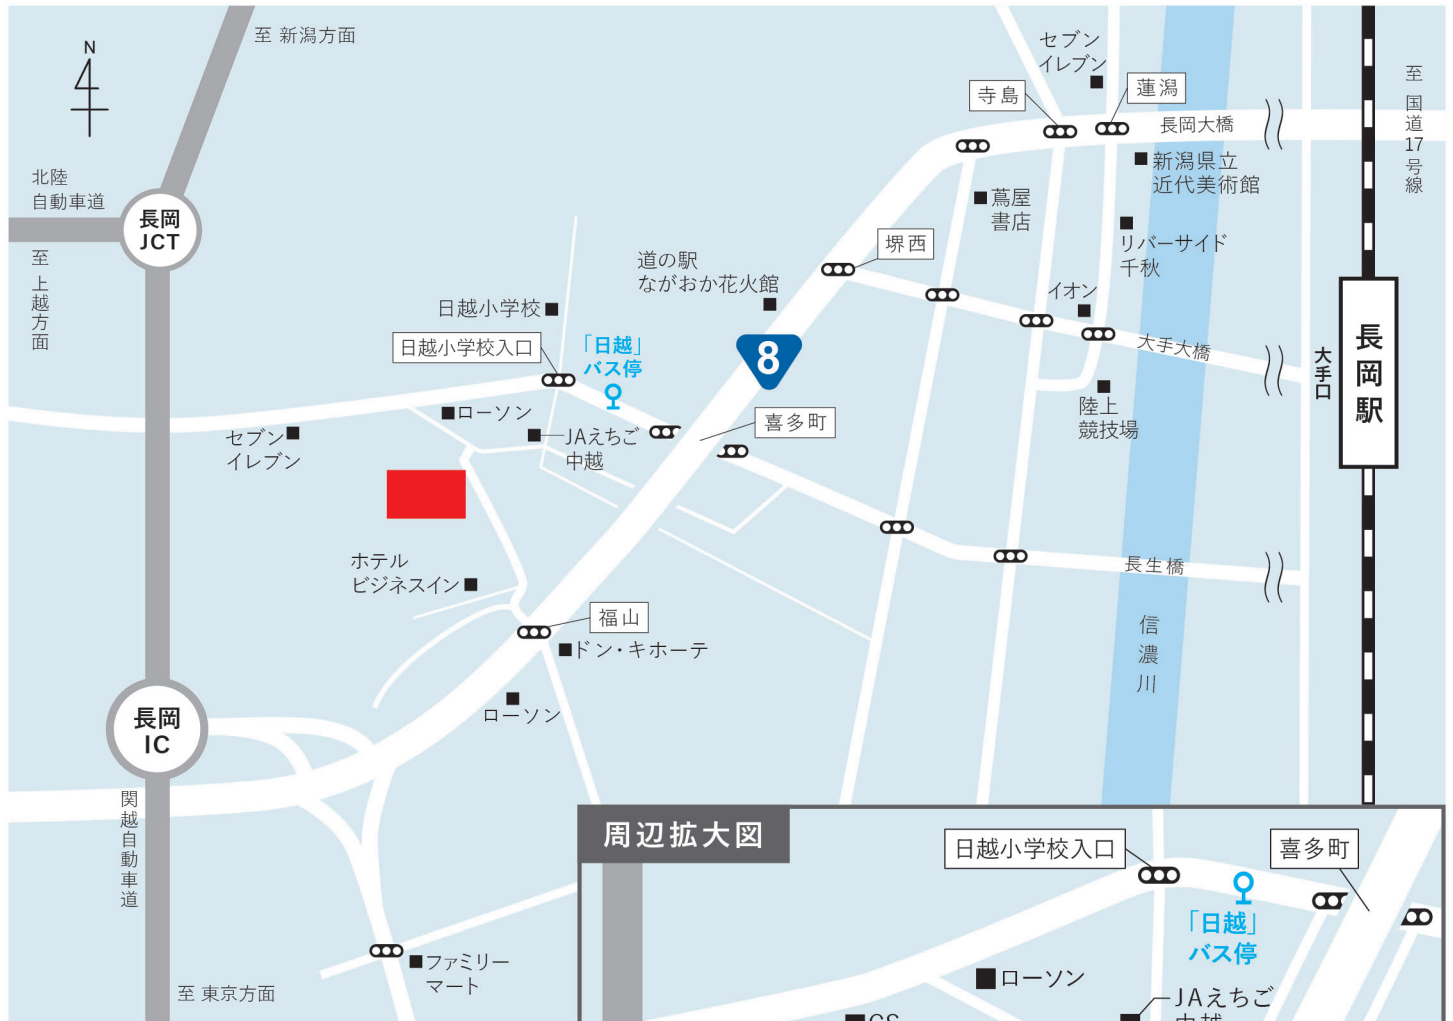 至 新潟方面
N
北陸
自動車道
長岡
JCT
至 上越方面
セブン
イレブン
寺島
蓮潟
長岡大橋
至 国道17号線
新潟県立
近代美術館
蔦屋
書店
堺西
リバーサイド
千秋
道の駅
ながおか花火館
日越小学校
イオン
日越小学校入口
「日越」
バス停
8
大手大橋
大手口
長岡駅
ローソン
セブン
イレブン
JAえちご
中越
喜多町
陸上
競技場
ホテル
ビジネスイン
長生橋
福山
ドン・キホーテ
信濃川
ローソン
長岡
IC
関越自動車道
ファミリー
マート
至 東京方面
周辺拡大図
日越小学校入口
喜多町
「日越」
バス停
ローソン
JAえちご
中越
GS